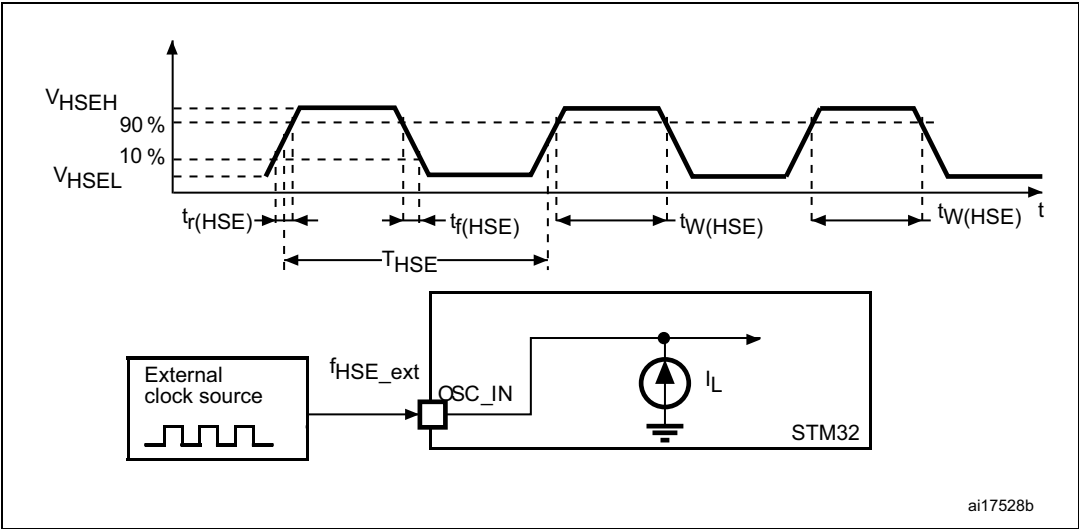 VHSEH
90 %
10 %
VHSEL
tr(HSE)
tf(HSE)
tW(HSE)
tW(HSE)
t
THSE
External
clock source
fHSE_ext
OSC_IN
IL
STM32
ai17528b